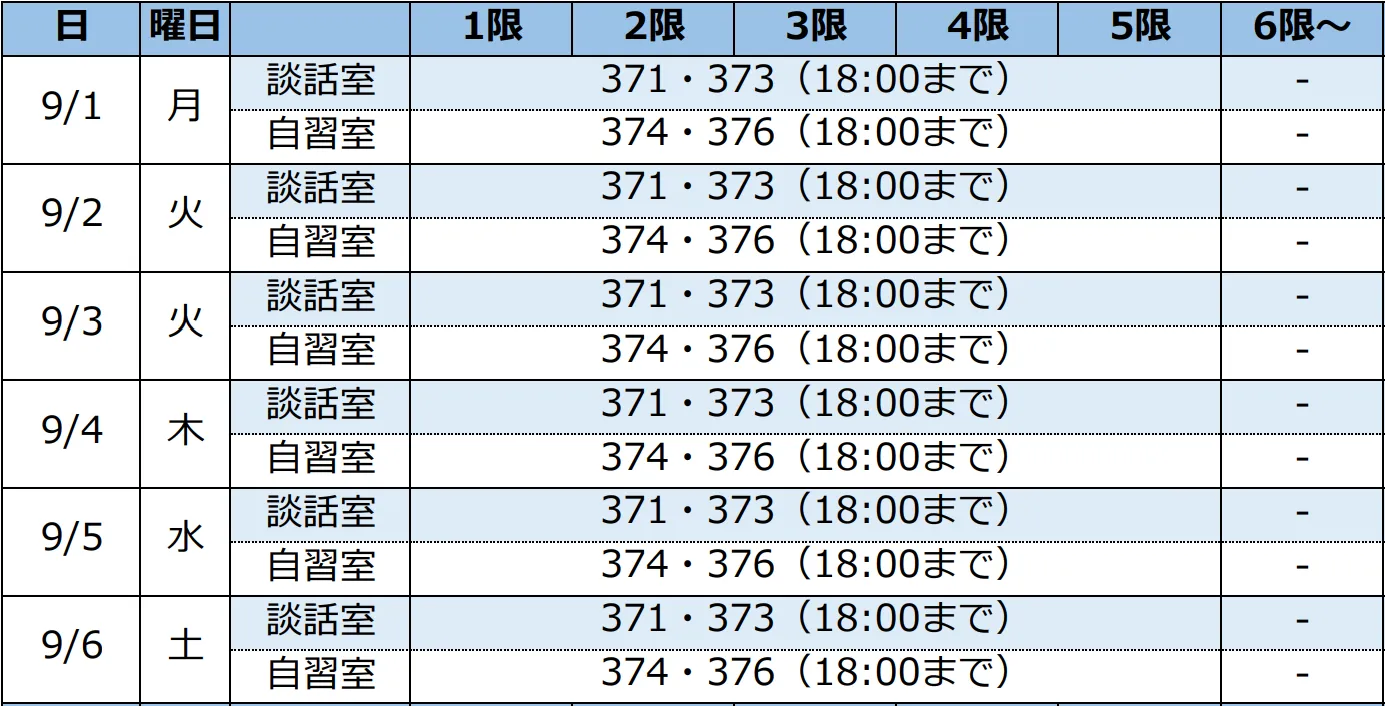 日 曜日 1限 2限 3限 4限 5限 6限～
9/1 月 談話室 371・373（18:00まで） -
自習室 374・376（18:00まで） -
9/2 火 談話室 371・373（18:00まで） -
自習室 374・376（18:00まで） -
9/3 火 談話室 371・373（18:00まで） -
自習室 374・376（18:00まで） -
9/4 木 談話室 371・373（18:00まで） -
自習室 374・376（18:00まで） -
9/5 水 談話室 371・373（18:00まで） -
自習室 374・376（18:00まで） -
9/6 土 談話室 371・373（18:00まで） -
自習室 374・376（18:00まで） -